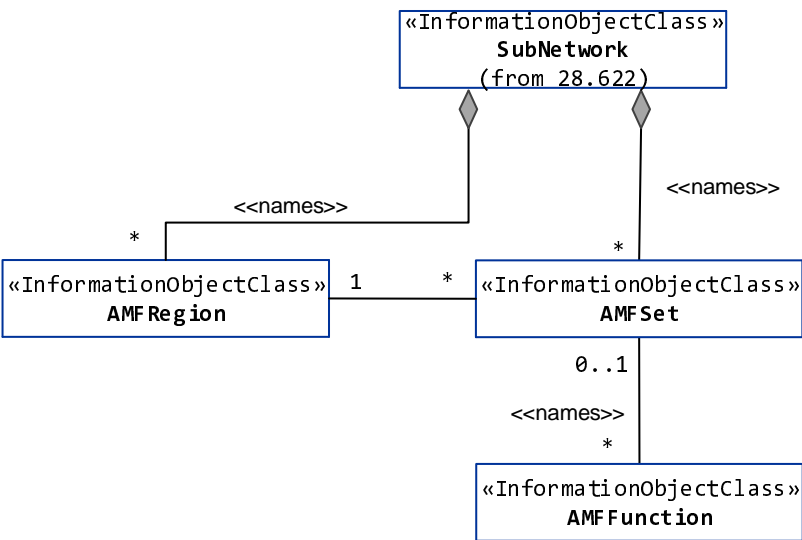 «InformationObjectClass»
SubNetwork
(from 28.622)
<<names>>
<<names>>
*
*
«InformationObjectClass»
AMFRegion
1
*
«InformationObjectClass»
AMFSet
0..1
<<names>>
*
«InformationObjectClass»
AMFFunction